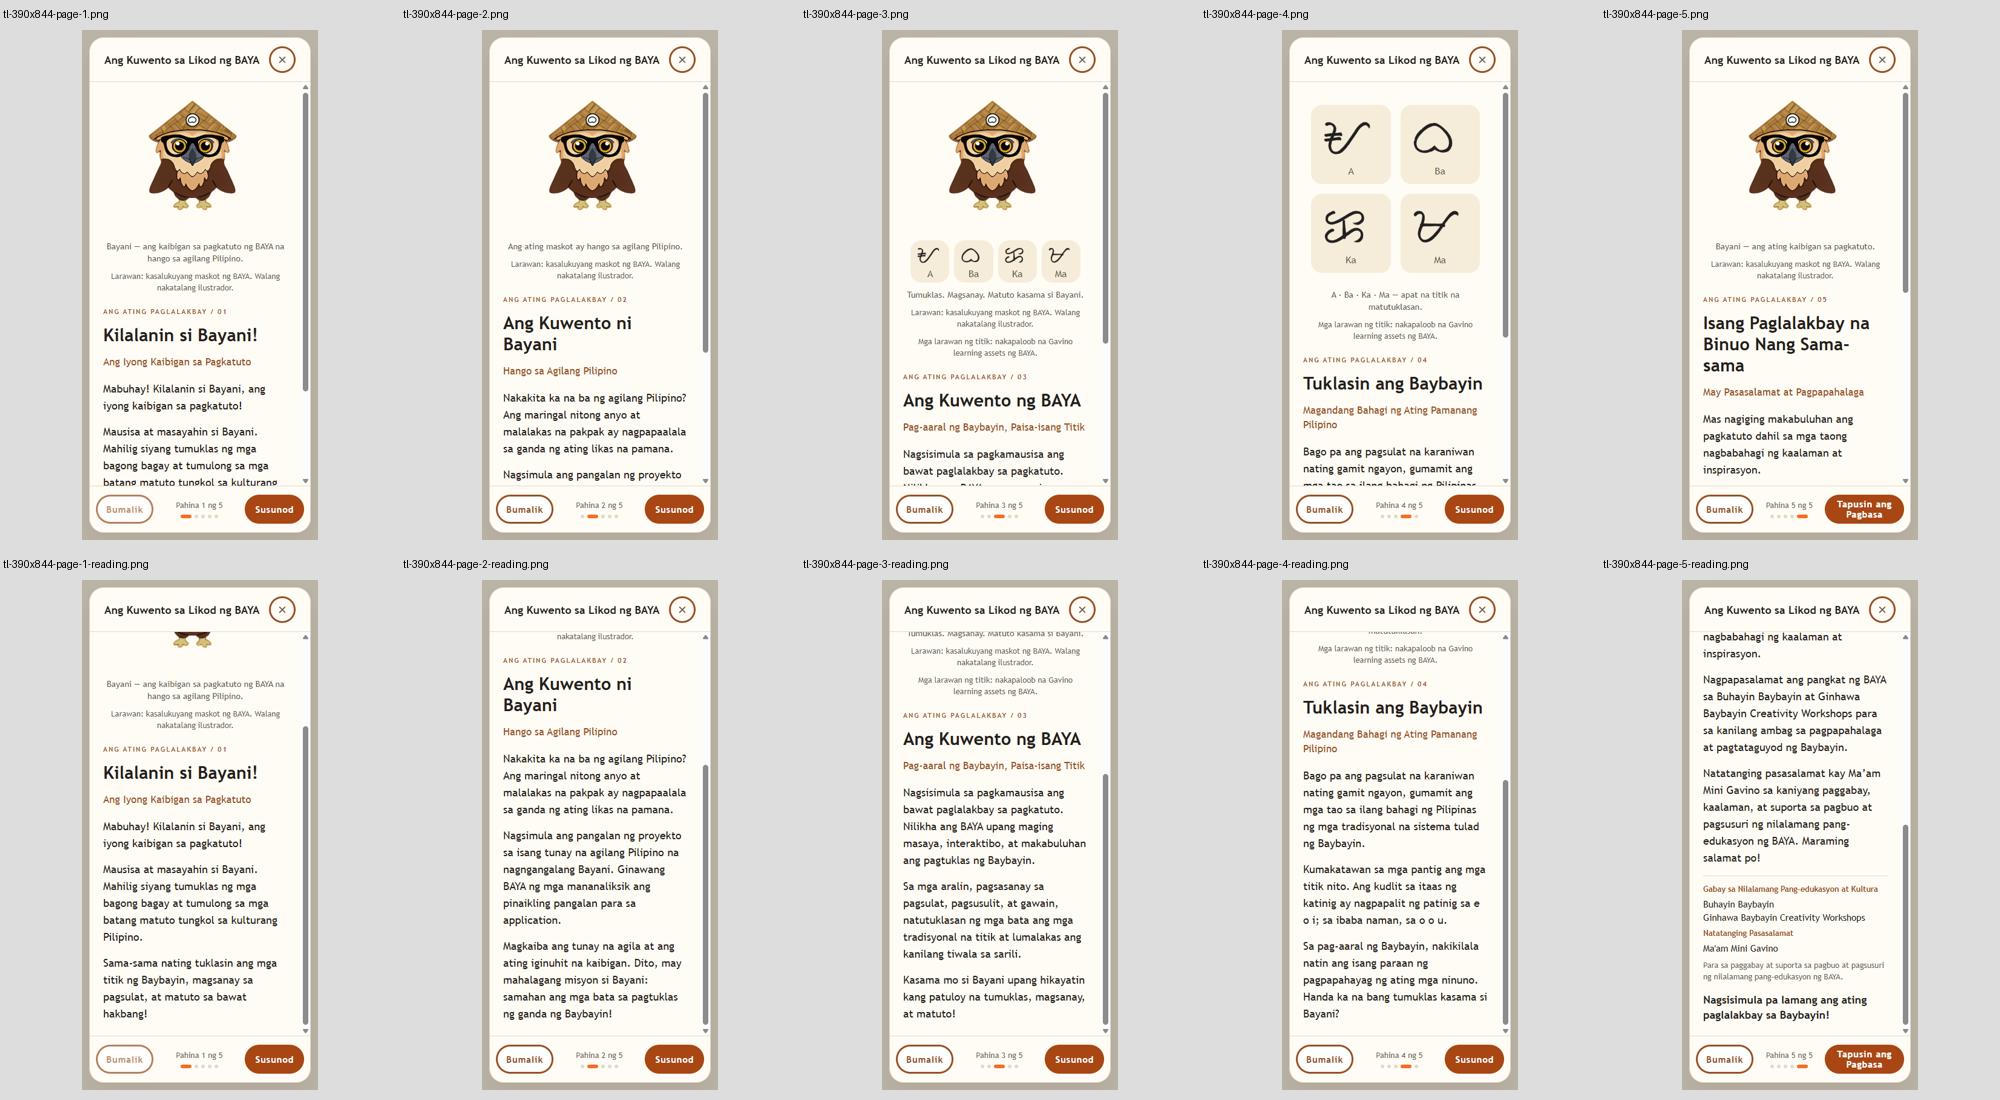 tl-390x844-page-1.png
Ang Kuwento sa Likod ng BAYA
×
Bayani — ang kaibigan sa pagkatuto ng BAYA na
hango sa agilang Pilipino.
Larawan: kasalukuyang maskot ng BAYA. Walang
nakatalang ilustrador.
ANG ATING PAGLALAKBAY / 01
Kilalanin si Bayani!
Ang Iyong Kaibigan sa Pagkatuto
Mabuhay! Kilalanin si Bayani, ang
iyong kaibigan sa pagkatuto!
Mausisa at masayahin si Bayani.
Mahilig siyang tumuklas ng mga
bagong bagay at tumulong sa mga
batang matuto tungkol sa kulturang
Bumalik
Pahina 1 ng 5
Susunod
tl-390x844-page-2.png
Ang Kuwento sa Likod ng BAYA
×
Ang ating maskot ay hango sa agilang Pilipino.
Larawan: kasalukuyang maskot ng BAYA. Walang
nakatalang ilustrador.
ANG ATING PAGLALAKBAY / 02
Ang Kuwento ni
Bayani
Hango sa Agilang Pilipino
Nakakita ka na ba ng agilang Pilipino?
Ang maringal nitong anyo at
malalakas na pakpak ay nagpapaalala
sa ganda ng ating likas na pamana.
Nagsimula ang pangalan ng proyekto
Bumalik
Pahina 2 ng 5
Susunod
tl-390x844-page-3.png
Ang Kuwento sa Likod ng BAYA
×
ᜀ ᜊ ᜃ ᜋ
A Ba Ka Ma
Tumuklas. Magsanay. Matuto kasama si Bayani.
Larawan: kasalukuyang maskot ng BAYA. Walang
nakatalang ilustrador.
Mga larawan ng titik: nakapaloob na Gavino
learning assets ng BAYA.
ANG ATING PAGLALAKBAY / 03
Ang Kuwento ng BAYA
Pag-aaral ng Baybayin, Paisa-isang Titik
Nagsisimula sa pagkamausisa ang
bawat paglalakbay sa pagkatuto.
Bumalik
Pahina 3 ng 5
Susunod
tl-390x844-page-4.png
Ang Kuwento sa Likod ng BAYA
×
ᜀ ᜊ
A Ba
ᜃ ᜋ
Ka Ma
A · Ba · Ka · Ma — apat na titik na
matutuklasan.
Mga larawan ng titik: nakapaloob na Gavino
learning assets ng BAYA.
ANG ATING PAGLALAKBAY / 04
Tuklasin ang Baybayin
Magandang Bahagi ng Ating Pamanang
Pilipino
Bago pa ang pagsulat na karaniwan
nating gamit ngayon, gumamit ang
mga tao sa ilang bahagi ng Pilipinas
Bumalik
Pahina 4 ng 5
Susunod
tl-390x844-page-5.png
Ang Kuwento sa Likod ng BAYA
×
Bayani — ang ating kaibigan sa pagkatuto.
Larawan: kasalukuyang maskot ng BAYA. Walang
nakatalang ilustrador.
ANG ATING PAGLALAKBAY / 05
Isang Paglalakbay na
Binuo Nang Sama-
sama
May Pasasalamat at Pagpapahalaga
Mas nagiging makabuluhan ang
pagkatuto dahil sa mga taong
nagbabahagi ng kaalaman at
inspirasyon.
Bumalik
Pahina 5 ng 5
Tapusin ang
Pagbasa
tl-390x844-page-1-reading.png
Ang Kuwento sa Likod ng BAYA
×
Bayani — ang kaibigan sa pagkatuto ng BAYA na
hango sa agilang Pilipino.
Larawan: kasalukuyang maskot ng BAYA. Walang
nakatalang ilustrador.
ANG ATING PAGLALAKBAY / 01
Kilalanin si Bayani!
Ang Iyong Kaibigan sa Pagkatuto
Mabuhay! Kilalanin si Bayani, ang
iyong kaibigan sa pagkatuto!
Mausisa at masayahin si Bayani.
Mahilig siyang tumuklas ng mga
bagong bagay at tumulong sa mga
batang matuto tungkol sa kulturang
Pilipino.
Sama-sama nating tuklasin ang mga
titik ng Baybayin, magsanay sa
pagsulat, at matuto sa bawat
hakbang!
Bumalik
Pahina 1 ng 5
Susunod
tl-390x844-page-2-reading.png
Ang Kuwento sa Likod ng BAYA
×
nakatalang ilustrador.
ANG ATING PAGLALAKBAY / 02
Ang Kuwento ni
Bayani
Hango sa Agilang Pilipino
Nakakita ka na ba ng agilang Pilipino?
Ang maringal nitong anyo at
malalakas na pakpak ay nagpapaalala
sa ganda ng ating likas na pamana.
Nagsimula ang pangalan ng proyekto
sa isang tunay na agilang Pilipino na
nagngangalang Bayani. Ginawang
BAYA ng mga mananaliksik ang
pinaikling pangalan para sa
application.
Magkaiba ang tunay na agila at ang
ating iginuhit na kaibigan. Dito, may
mahalagang misyon si Bayani:
samahan ang mga bata sa pagtuklas
ng ganda ng Baybayin!
Bumalik
Pahina 2 ng 5
Susunod
tl-390x844-page-3-reading.png
Ang Kuwento sa Likod ng BAYA
×
Tumuklas. Magsanay. Matuto kasama si Bayani.
Larawan: kasalukuyang maskot ng BAYA. Walang
nakatalang ilustrador.
Mga larawan ng titik: nakapaloob na Gavino
learning assets ng BAYA.
ANG ATING PAGLALAKBAY / 03
Ang Kuwento ng BAYA
Pag-aaral ng Baybayin, Paisa-isang Titik
Nagsisimula sa pagkamausisa ang
bawat paglalakbay sa pagkatuto.
Nilikha ang BAYA upang maging
masaya, interaktibo, at makabuluhan
ang pagtuklas ng Baybayin.
Sa mga aralin, pagsasanay sa
pagsulat, pagsusulit, at gawain,
natutuklasan ng mga bata ang mga
tradisyonal na titik at lumalakas ang
kanilang tiwala sa sarili.
Kasama mo si Bayani upang hikayatin
kang patuloy na tumuklas, magsanay,
at matuto!
Bumalik
Pahina 3 ng 5
Susunod
tl-390x844-page-4-reading.png
Ang Kuwento sa Likod ng BAYA
×
Mga larawan ng titik: nakapaloob na Gavino
learning assets ng BAYA.
ANG ATING PAGLALAKBAY / 04
Tuklasin ang Baybayin
Magandang Bahagi ng Ating Pamanang
Pilipino
Bago pa ang pagsulat na karaniwan
nating gamit ngayon, gumamit ang
mga tao sa ilang bahagi ng Pilipinas
ng mga tradisyonal na sistema tulad
ng Baybayin.
Kumakatawan sa mga pantig ang mga
titik nito. Ang kudlit sa itaas ng
katinig ay nagpapalit ng patinig sa e
o i; sa ibaba naman, sa o o u.
Sa pag-aaral ng Baybayin, nakikilala
natin ang isang paraan ng
pagpapahayag ng ating mga ninuno.
Handa ka na bang tumuklas kasama si
Bayani?
Bumalik
Pahina 4 ng 5
Susunod
tl-390x844-page-5-reading.png
Ang Kuwento sa Likod ng BAYA
×
nagbabahagi ng kaalaman at
inspirasyon.
Nagpapasalamat ang pangkat ng BAYA
sa Buhayin Baybayin at Ginhawa
Baybayin Creativity Workshops para
sa kanilang ambag sa pagpapahalaga
at pagtataguyod ng Baybayin.
Natatanging pasasalamat kay Ma’am
Mini Gavino sa kaniyang paggabay,
kaalaman, at suporta sa pagbuo at
pagsusuri ng nilalamang pang-
edukasyon ng BAYA. Maraming
salamat po!
Gabay sa Nilalamang Pang-edukasyon at Kultura
Buhayin Baybayin
Ginhawa Baybayin Creativity Workshops
Natatanging Pasasalamat
Ma'am Mini Gavino
Para sa paggabay at suporta sa pagbuo at pagsusuri
ng nilalamang pang-edukasyon ng BAYA.
Nagsisimula pa lamang ang ating
paglalakbay sa Baybayin!
Bumalik
Pahina 5 ng 5
Tapusin ang
Pagbasa